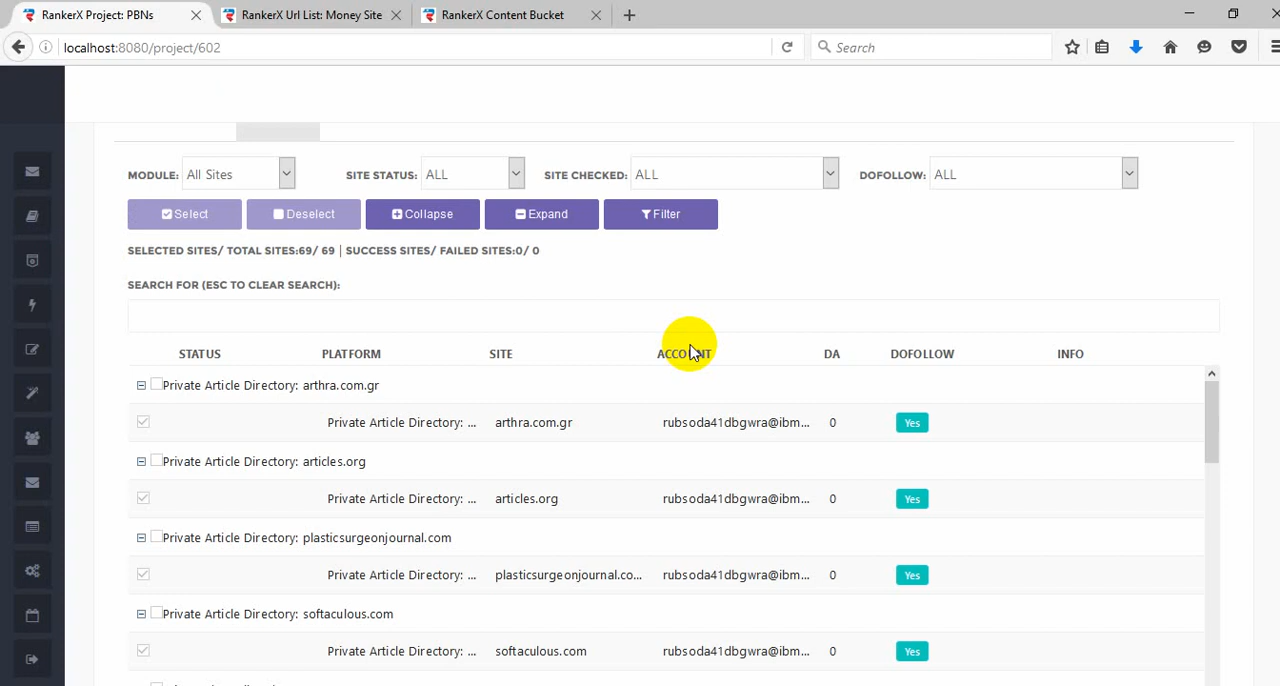 RankerX Project: PBNs
RankerX Url List: Money Site
RankerX Content Bucket
localhost:8080/project/602
Search
MODULE: All Sites SITE STATUS: ALL SITE CHECKED: ALL DOFOLLOW: ALL
Select Deselect Collapse Expand Filter
SELECTED SITES/ TOTAL SITES:69/ 69 | SUCCESS SITES/ FAILED SITES:0/ 0
SEARCH FOR (ESC TO CLEAR SEARCH):
STATUS PLATFORM SITE ACCOUNT DA DOFOLLOW INFO
Private Article Directory: arthra.com.gr
Private Article Directory: ... arthra.com.gr rubsoda41dbgwra@ibm... 0 Yes
Private Article Directory: articles.org
Private Article Directory: ... articles.org rubsoda41dbgwra@ibm... 0 Yes
Private Article Directory: plasticsurgeonjournal.com
Private Article Directory: ... plasticsurgeonjournal.co... rubsoda41dbgwra@ibm... 0 Yes
Private Article Directory: softaculous.com
Private Article Directory: ... softaculous.com rubsoda41dbgwra@ibm... 0 Yes